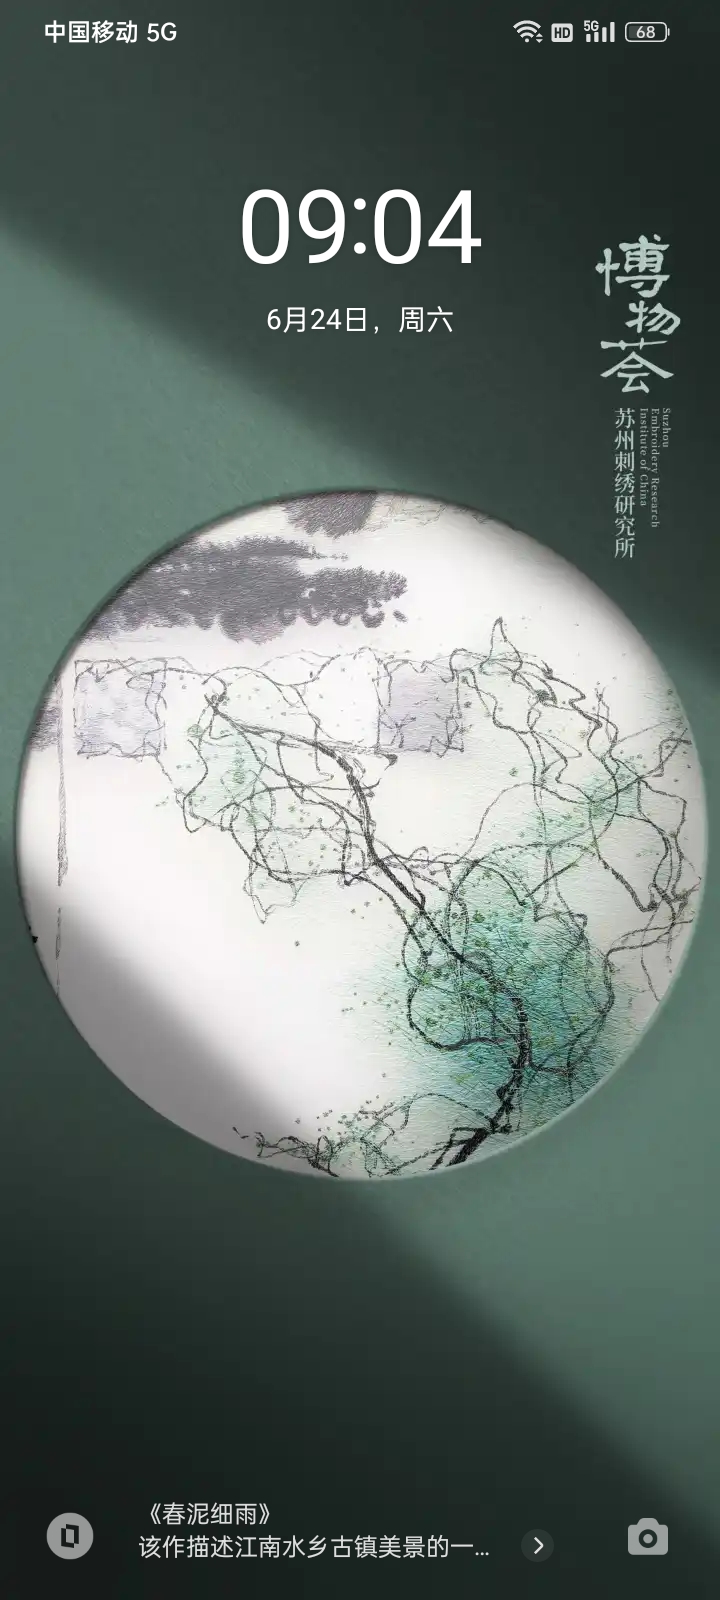 中国移动 5G
HD
5G
68
09:04
6月24日，周六
博物荟
苏州刺绣研究所
Suzhou
Embroidery Research
Institute of China
《春泥细雨》
该作描述江南水乡古镇美景的一...